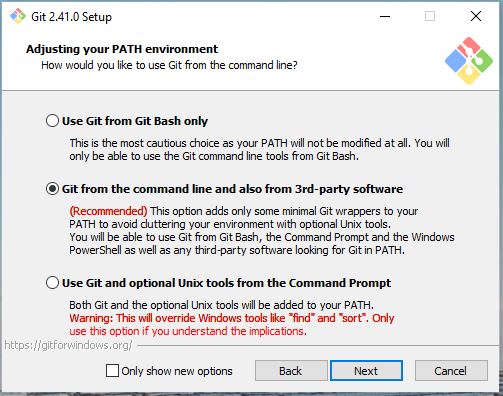 Git 2.41.0 Setup
Adjusting your PATH environment
How would you like to use Git from the command line?
Use Git from Git Bash only
This is the most cautious choice as your PATH will not be modified at all. You will
only be able to use the Git command line tools from Git Bash.
Git from the command line and also from 3rd-party software
(Recommended) This option adds only some minimal Git wrappers to your
PATH to avoid cluttering your environment with optional Unix tools.
You will be able to use Git from Git Bash, the Command Prompt and the Windows
PowerShell as well as any third-party software looking for Git in PATH.
Use Git and optional Unix tools from the Command Prompt
Both Git and the optional Unix tools will be added to your PATH.
Warning: This will override Windows tools like "find" and "sort". Only
use this option if you understand the implications.
https://gitforwindows.org/
Only show new options
Back
Next
Cancel